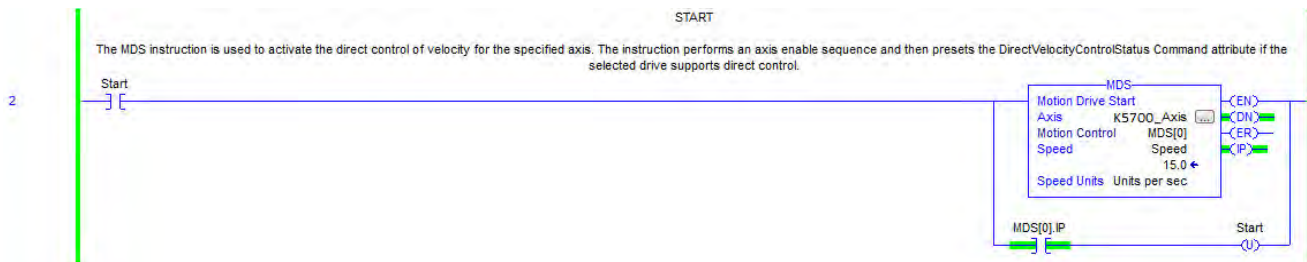 START
The MDS instruction is used to activate the direct control of velocity for the specified axis. The instruction performs an axis enable sequence and then presets the DirectVelocityControlStatus Command attribute if the
selected drive supports direct control.
Start
2
MDS
Motion Drive Start
Axis K5700_Axis ...
Motion Control MDS[0]
Speed Speed
15.0
Speed Units Units per sec
EN
DN
ER
IP
MDS[0].IP
Start
U